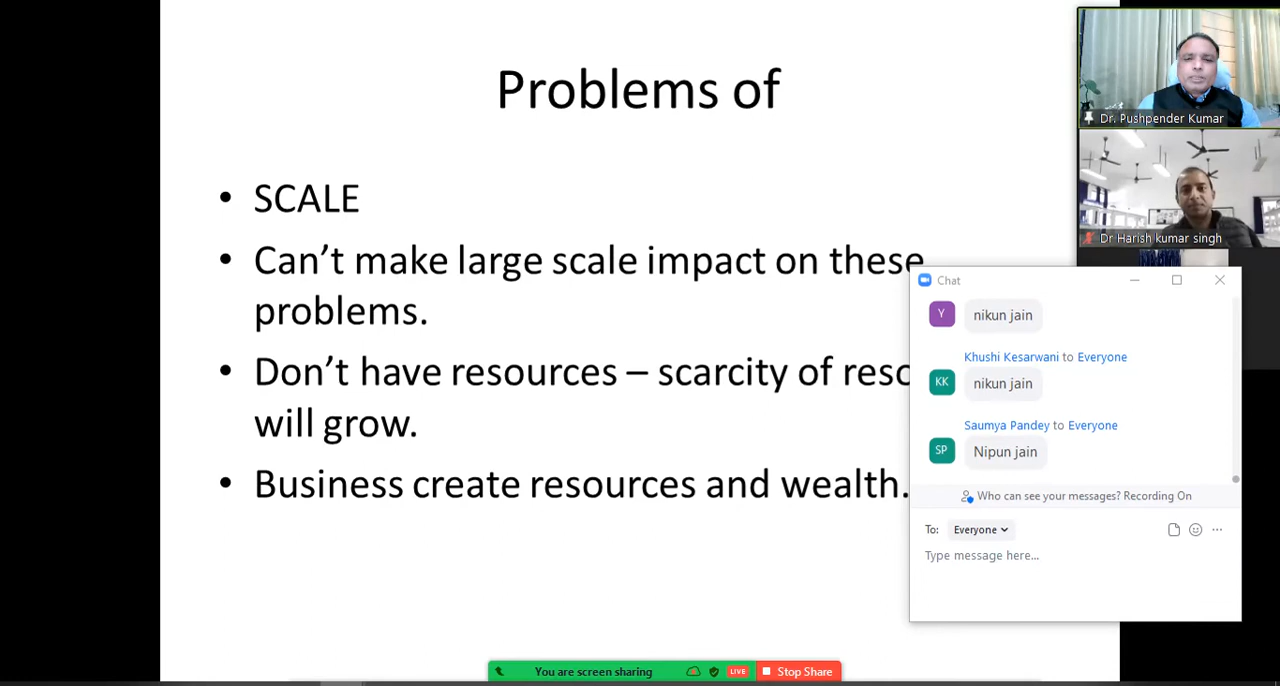 Problems of
• SCALE
• Can’t make large scale impact on these
problems.
• Don’t have resources – scarcity of
will grow.
• Business create resources and wealth.
Dr. Pushpender Kumar
Dr Harish kumar singh
Chat
Y
nikun jain
Khushi Kesarwani to Everyone
KK
nikun jain
Saumya Pandey to Everyone
SP
Nipun jain
Who can see your messages? Recording On
To: Everyone
Type message here...
You are screen sharing
LIVE
Stop Share